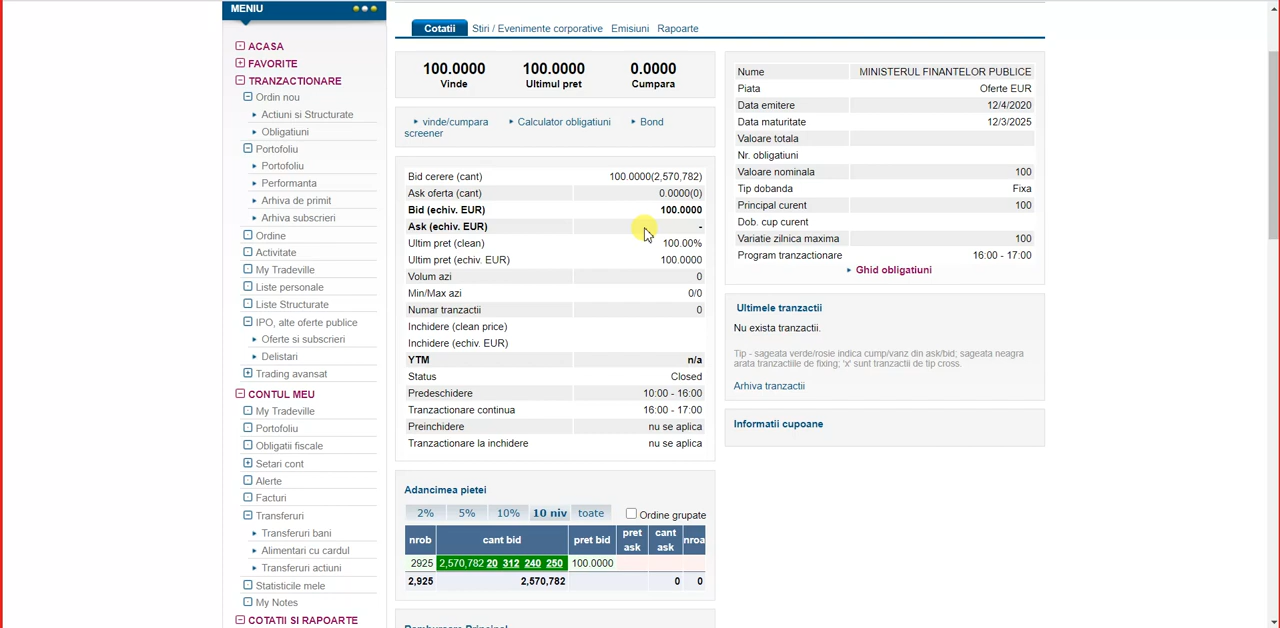 MENIU
ACASA
FAVORITE
TRANZACTIONARE
Ordin nou
Actiuni si Structurate
Obligatiuni
Portofoliu
Portofoliu
Performanta
Arhiva de primit
Arhiva subscrieri
Ordine
Activitate
My Tradeville
Liste personale
Liste Structurate
IPO, alte oferte publice
Oferte si subscrieri
Delistari
Trading avansat
CONTUL MEU
My Tradeville
Portofoliu
Obligatii fiscale
Setari cont
Alerte
Facturi
Transferuri
Transferuri bani
Alimentari cu cardul
Transferuri actiuni
Statisticile mele
My Notes
COTATII SI RAPOARTE
Cotatii Stiri / Evenimente corporative Emisiuni Rapoarte
100.0000 100.0000 0.0000
Vinde Ultimul pret Cumpara
vinde/cumpara Calculator obligatiuni Bond
screener
Bid cerere (cant) 100.0000(2,570,782)
Ask oferta (cant) 0.0000(0)
Bid (echiv. EUR) 100.0000
Ask (echiv. EUR) -
Ultim pret (clean) 100.00%
Ultim pret (echiv. EUR) 100.0000
Volum azi 0
Min/Max azi 0/0
Numar tranzactii 0
Inchidere (clean price)
Inchidere (echiv. EUR)
YTM n/a
Status Closed
Predeschidere 10:00 - 16:00
Tranzactionare continua 16:00 - 17:00
Preinchidere nu se aplica
Tranzactionare la inchidere nu se aplica
Adancimea pietei
2% 5% 10% 10 niv toate Ordine grupate
nrob cant bid pret bid pret ask cant ask nroa
2925 2,570,782 20 312 240 250 100.0000
2,925 2,570,782 0 0
Nume MINISTERUL FINANTELOR PUBLICE
Piata Oferte EUR
Data emitere 12/4/2020
Data maturitate 12/3/2025
Valoare totala
Nr. obligatiuni
Valoare nominala 100
Tip dobanda Fixa
Principal curent 100
Dob. cup curent
Variatie zilnica maxima 100
Program tranzactionare 16:00 - 17:00
Ghid obligatiuni
Ultimele tranzactii
Nu exista tranzactii.
Tip - sageata verde/rosie indica cump/vanz din ask/bid; sageata neagra
arata tranzactiile de fixing; 'x' sunt tranzactii de tip cross.
Arhiva tranzactii
Informatii cupoane